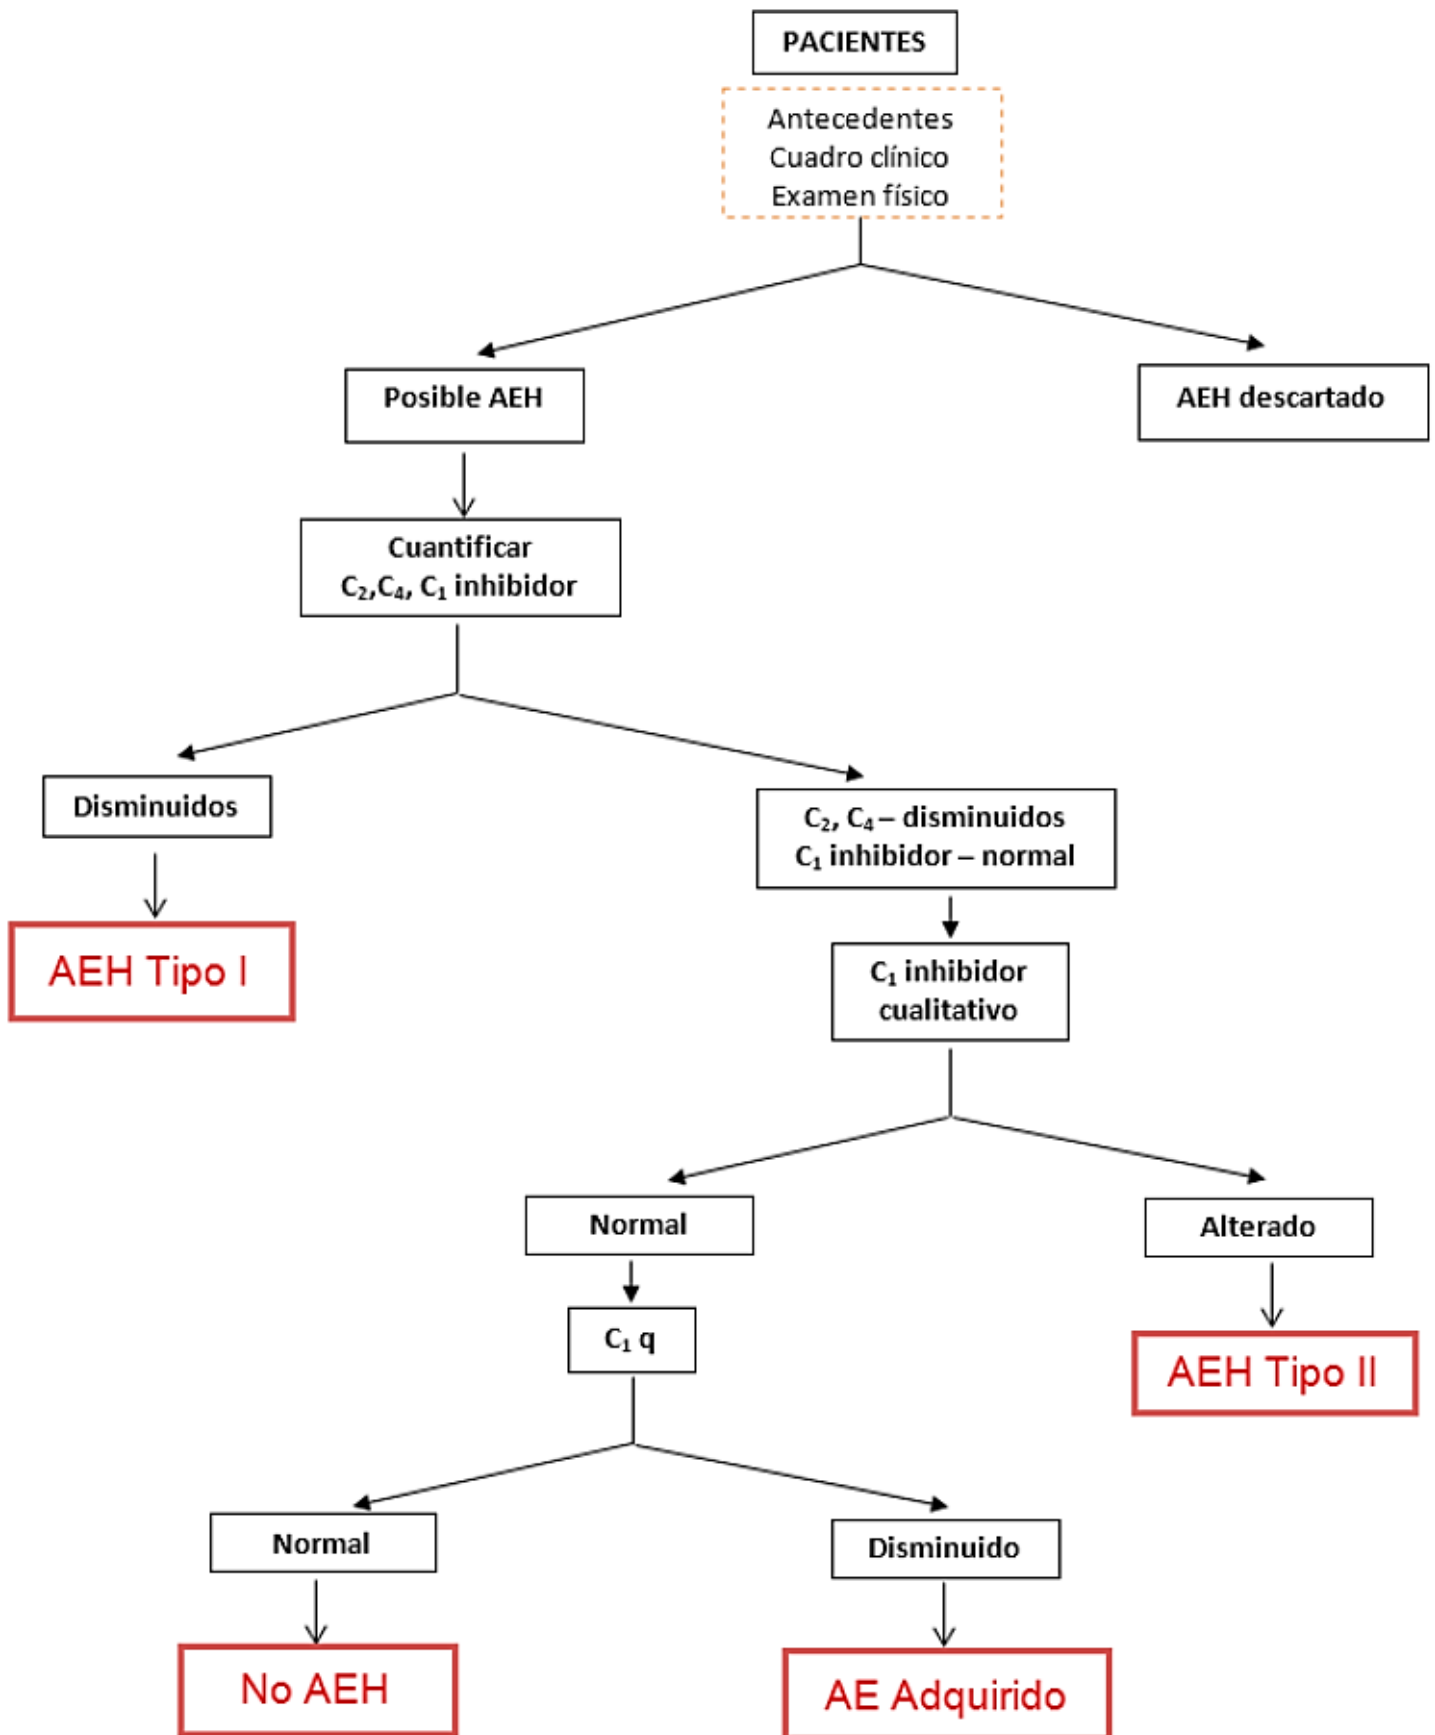 PACIENTES
Antecedentes
Cuadro clínico
Examen físico
Posible AEH
AEH descartado
Cuantificar
C₂,C₄, C₁ inhibidor
Disminuidos
C₂, C₄ – disminuidos
C₁ inhibidor – normal
AEH Tipo I
C₁ inhibidor
cualitativo
Normal
Alterado
C₁ q
AEH Tipo II
Normal
Disminuido
No AEH
AE Adquirido